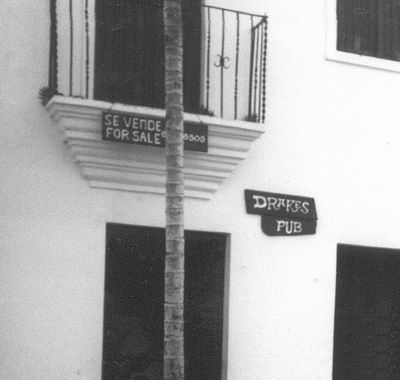 SE VENDE
FOR SALE
DRAKES
PUB